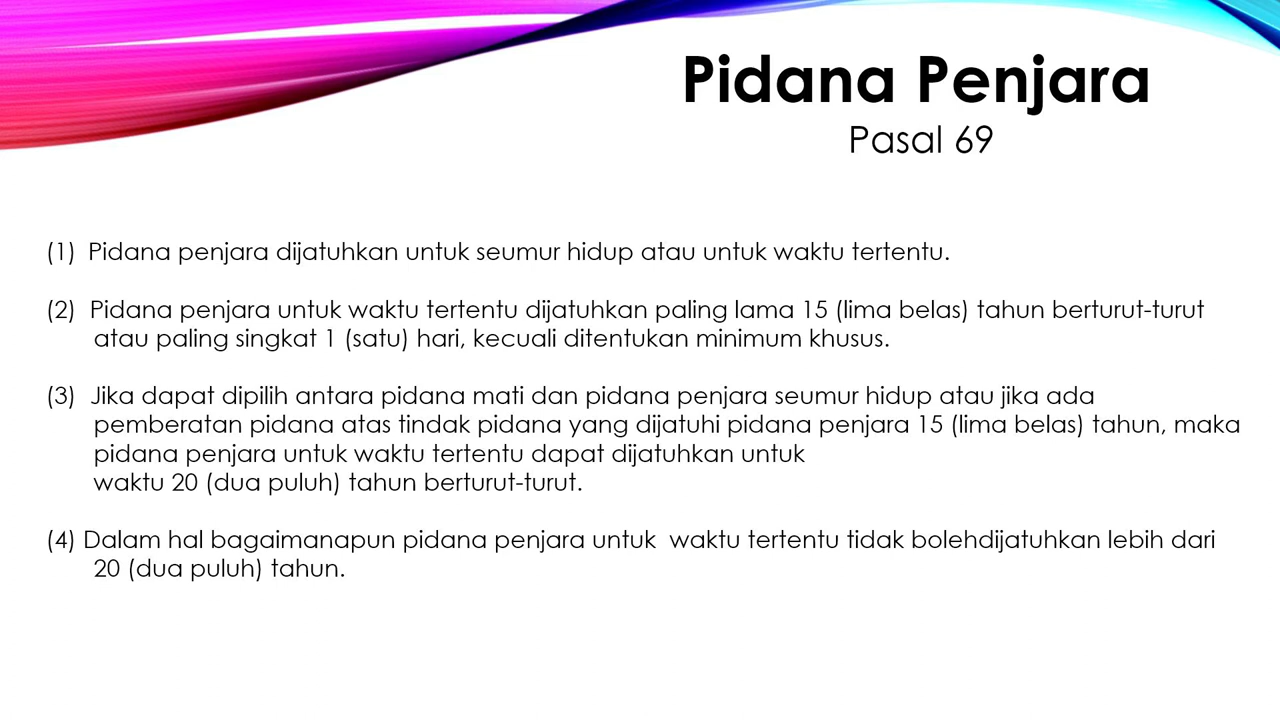 Pidana Penjara
Pasal 69
(1) Pidana penjara dijatuhkan untuk seumur hidup atau untuk waktu tertentu.
(2) Pidana penjara untuk waktu tertentu dijatuhkan paling lama 15 (lima belas) tahun berturut-turut
atau paling singkat 1 (satu) hari, kecuali ditentukan minimum khusus.
(3) Jika dapat dipilih antara pidana mati dan pidana penjara seumur hidup atau jika ada
pemberatan pidana atas tindak pidana yang dijatuhi pidana penjara 15 (lima belas) tahun, maka
pidana penjara untuk waktu tertentu dapat dijatuhkan untuk
waktu 20 (dua puluh) tahun berturut-turut.
(4) Dalam hal bagaimanapun pidana penjara untuk waktu tertentu tidak bolehdijatuhkan lebih dari
20 (dua puluh) tahun.